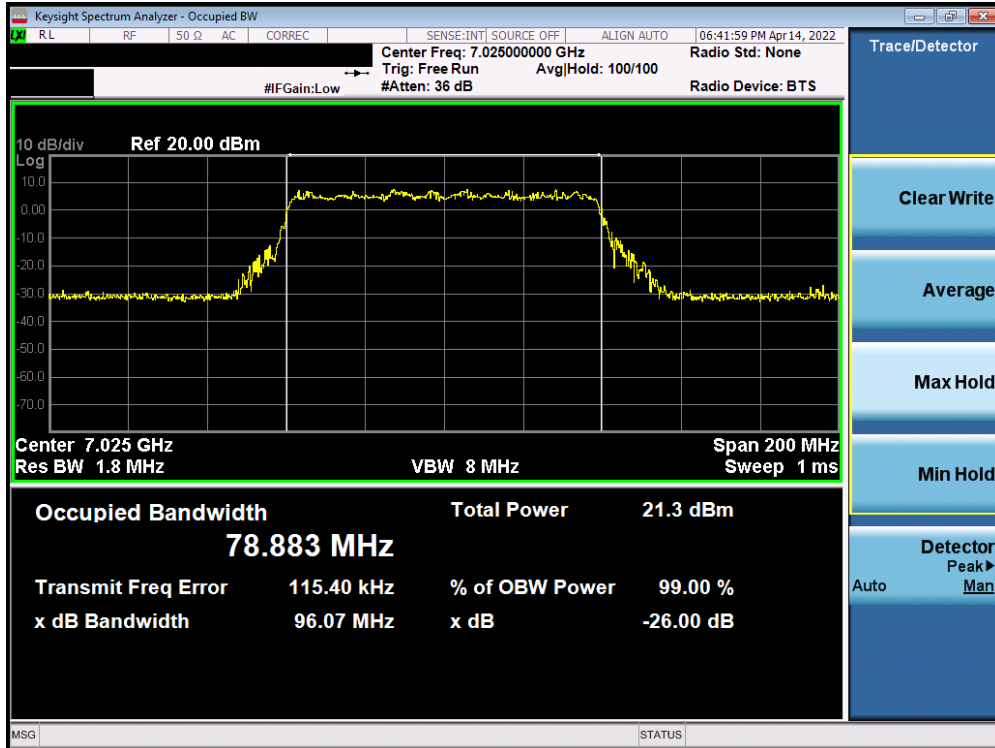 Keysight Spectrum Analyzer - Occupied BW
LXI RL RF 50 Ω AC CORREC SENSE:INT SOURCE OFF ALIGN AUTO 06:41:59 PM Apr 14, 2022
Center Freq: 7.025000000 GHz Radio Std: None
Trig: Free Run Avg|Hold: 100/100
#IFGain:Low #Atten: 36 dB Radio Device: BTS
10 dB/div Ref 20.00 dBm
Log
10.0
0.00
-10.0
-20.0
-30.0
-40.0
-50.0
-60.0
-70.0
Center 7.025 GHz Span 200 MHz
Res BW 1.8 MHz VBW 8 MHz Sweep 1 ms
Occupied Bandwidth Total Power 21.3 dBm
78.883 MHz
Transmit Freq Error 115.40 kHz % of OBW Power 99.00 %
x dB Bandwidth 96.07 MHz x dB -26.00 dB
MSG STATUS
Trace/Detector
Clear Write
Average
Max Hold
Min Hold
Detector
Peak▶
Auto Man